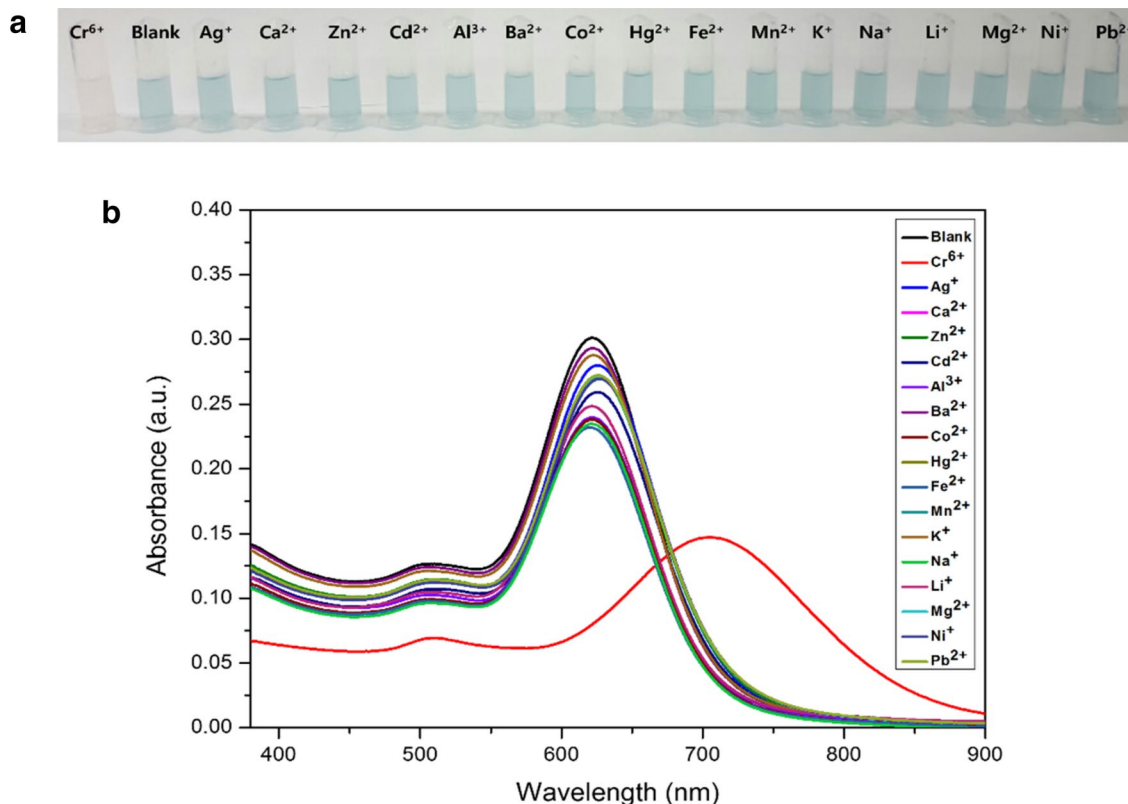 a
Cr⁶⁺ Blank Ag⁺ Ca²⁺ Zn²⁺ Cd²⁺ Al³⁺ Ba²⁺ Co²⁺ Hg²⁺ Fe²⁺ Mn²⁺ K⁺ Na⁺ Li⁺ Mg²⁺ Ni⁺ Pb²⁺
b
0.40
0.35
0.30
0.25
0.20
0.15
0.10
0.05
0.00
Absorbance (a.u.)
400 500 600 700 800 900
Wavelength (nm)
Blank
Cr⁶⁺
Ag⁺
Ca²⁺
Zn²⁺
Cd²⁺
Al³⁺
Ba²⁺
Co²⁺
Hg²⁺
Fe²⁺
Mn²⁺
K⁺
Na⁺
Li⁺
Mg²⁺
Ni⁺
Pb²⁺